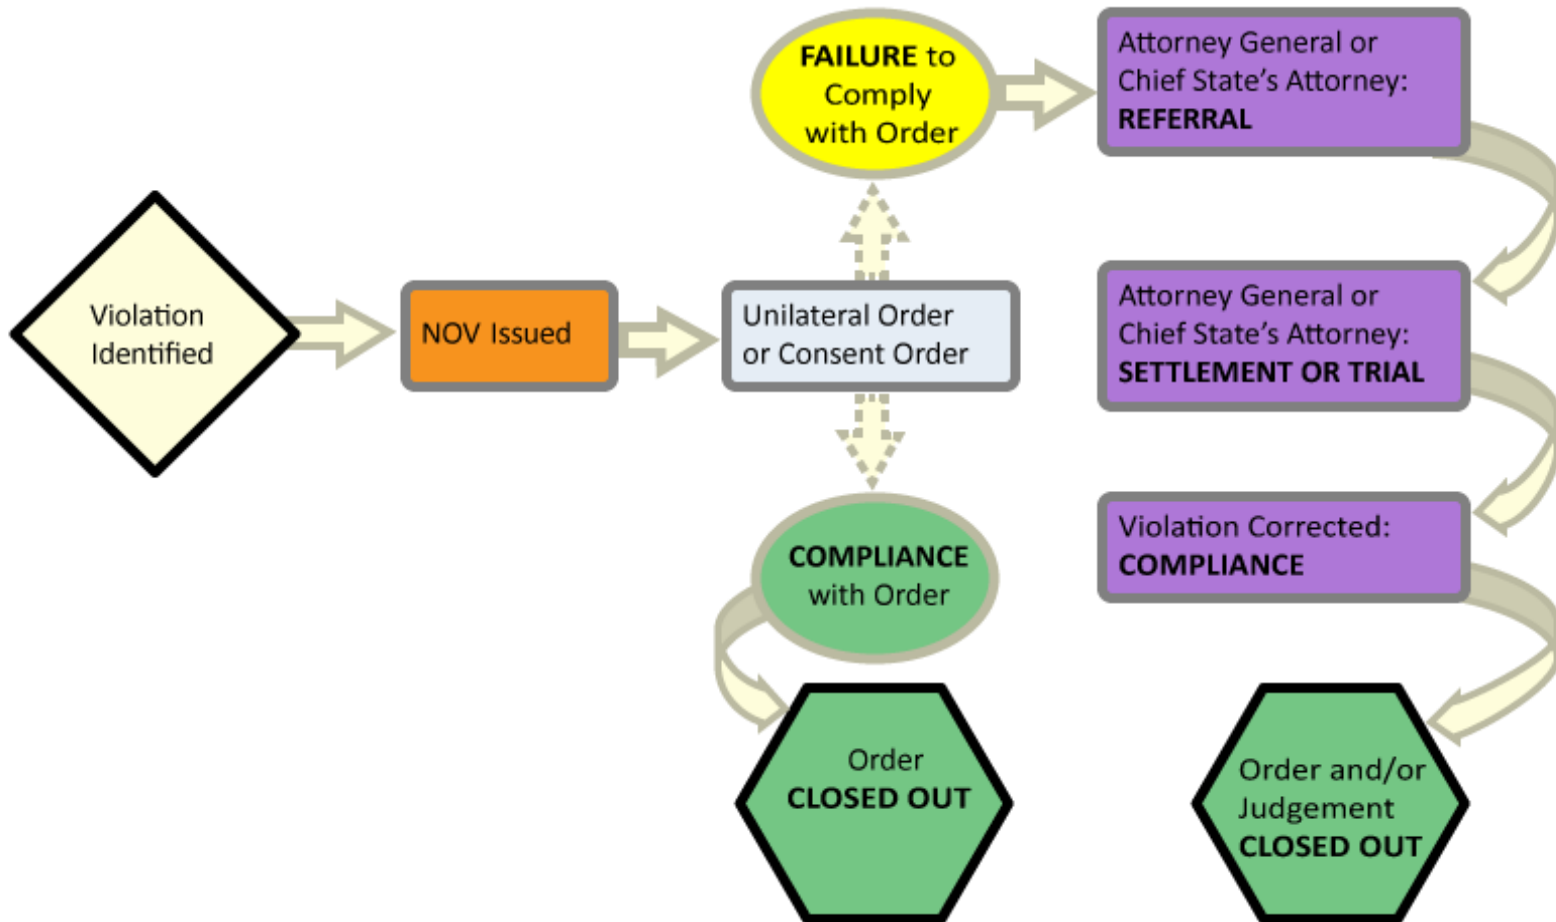 Violation
Identified
NOV Issued
Unilateral Order
or Consent Order
FAILURE to
Comply
with Order
Attorney General or
Chief State’s Attorney:
REFERRAL
Attorney General or
Chief State’s Attorney:
SETTLEMENT OR TRIAL
Violation Corrected:
COMPLIANCE
Order and/or
Judgement
CLOSED OUT
COMPLIANCE
with Order
Order
CLOSED OUT